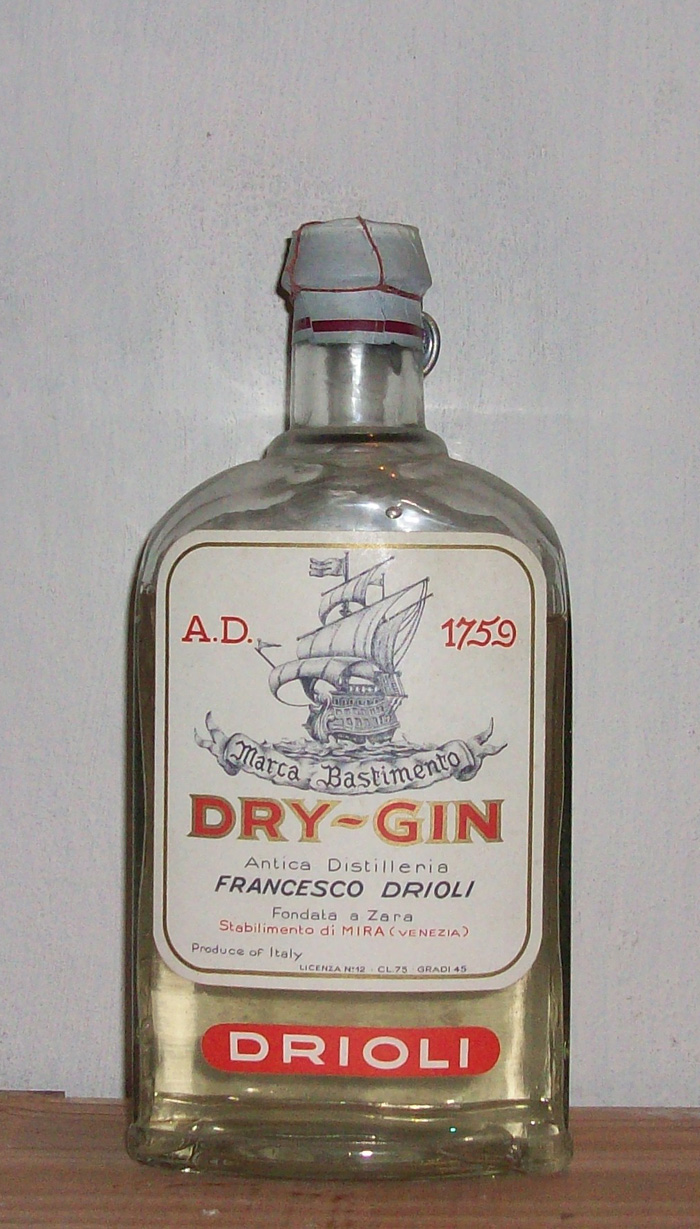 A.D. 1759
Marca Bastimento
DRY~GIN
Antica Distilleria
FRANCESCO DRIOLI
Fondata a Zara
Stabilimento di MIRA (VENEZIA)
Produce of Italy
LICENZA Nº12 - CL.75 - GRADI 45
DRIOLI